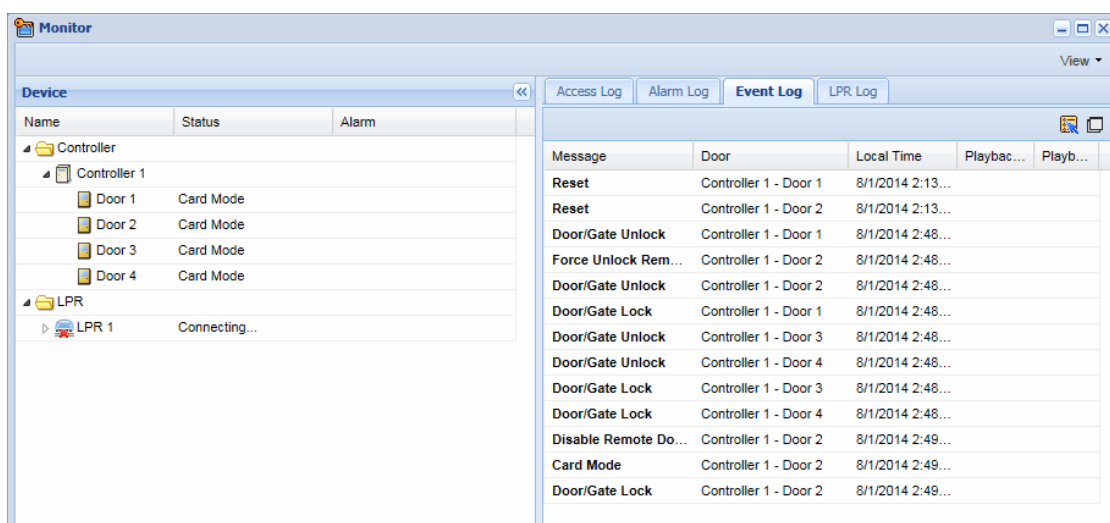 Monitor
View
Device
Name Status Alarm
Controller
Controller 1
Door 1 Card Mode
Door 2 Card Mode
Door 3 Card Mode
Door 4 Card Mode
LPR
LPR 1 Connecting...
Access Log Alarm Log Event Log LPR Log
Message Door Local Time Playbac... Playb...
Reset Controller 1 - Door 1 8/1/2014 2:13...
Reset Controller 1 - Door 2 8/1/2014 2:13...
Door/Gate Unlock Controller 1 - Door 1 8/1/2014 2:48...
Force Unlock Rem... Controller 1 - Door 2 8/1/2014 2:48...
Door/Gate Unlock Controller 1 - Door 2 8/1/2014 2:48...
Door/Gate Lock Controller 1 - Door 1 8/1/2014 2:48...
Door/Gate Unlock Controller 1 - Door 3 8/1/2014 2:48...
Door/Gate Unlock Controller 1 - Door 4 8/1/2014 2:48...
Door/Gate Lock Controller 1 - Door 3 8/1/2014 2:48...
Door/Gate Lock Controller 1 - Door 4 8/1/2014 2:48...
Disable Remote Do... Controller 1 - Door 2 8/1/2014 2:49...
Card Mode Controller 1 - Door 2 8/1/2014 2:49...
Door/Gate Lock Controller 1 - Door 2 8/1/2014 2:49...